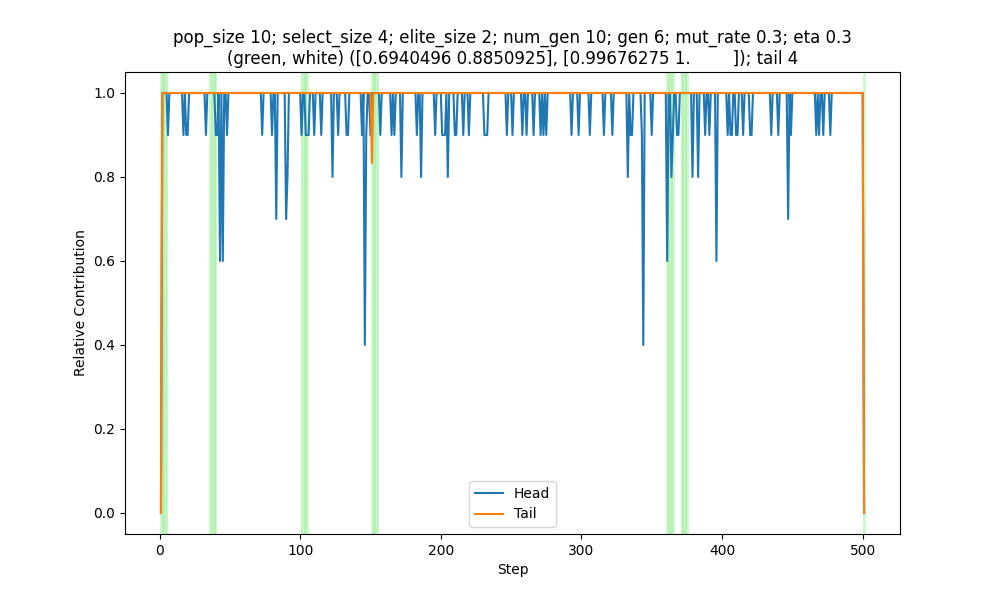 pop_size 10; select_size 4; elite_size 2; num_gen 10; gen 6; mut_rate 0.3; eta 0.3
(green, white) ([0.6940496 0.8850925], [0.99676275 1.        ]); tail 4
1.0
0.8
0.6
0.4
0.2
0.0
Relative Contribution
Head
Tail
0 100 200 300 400 500
Step